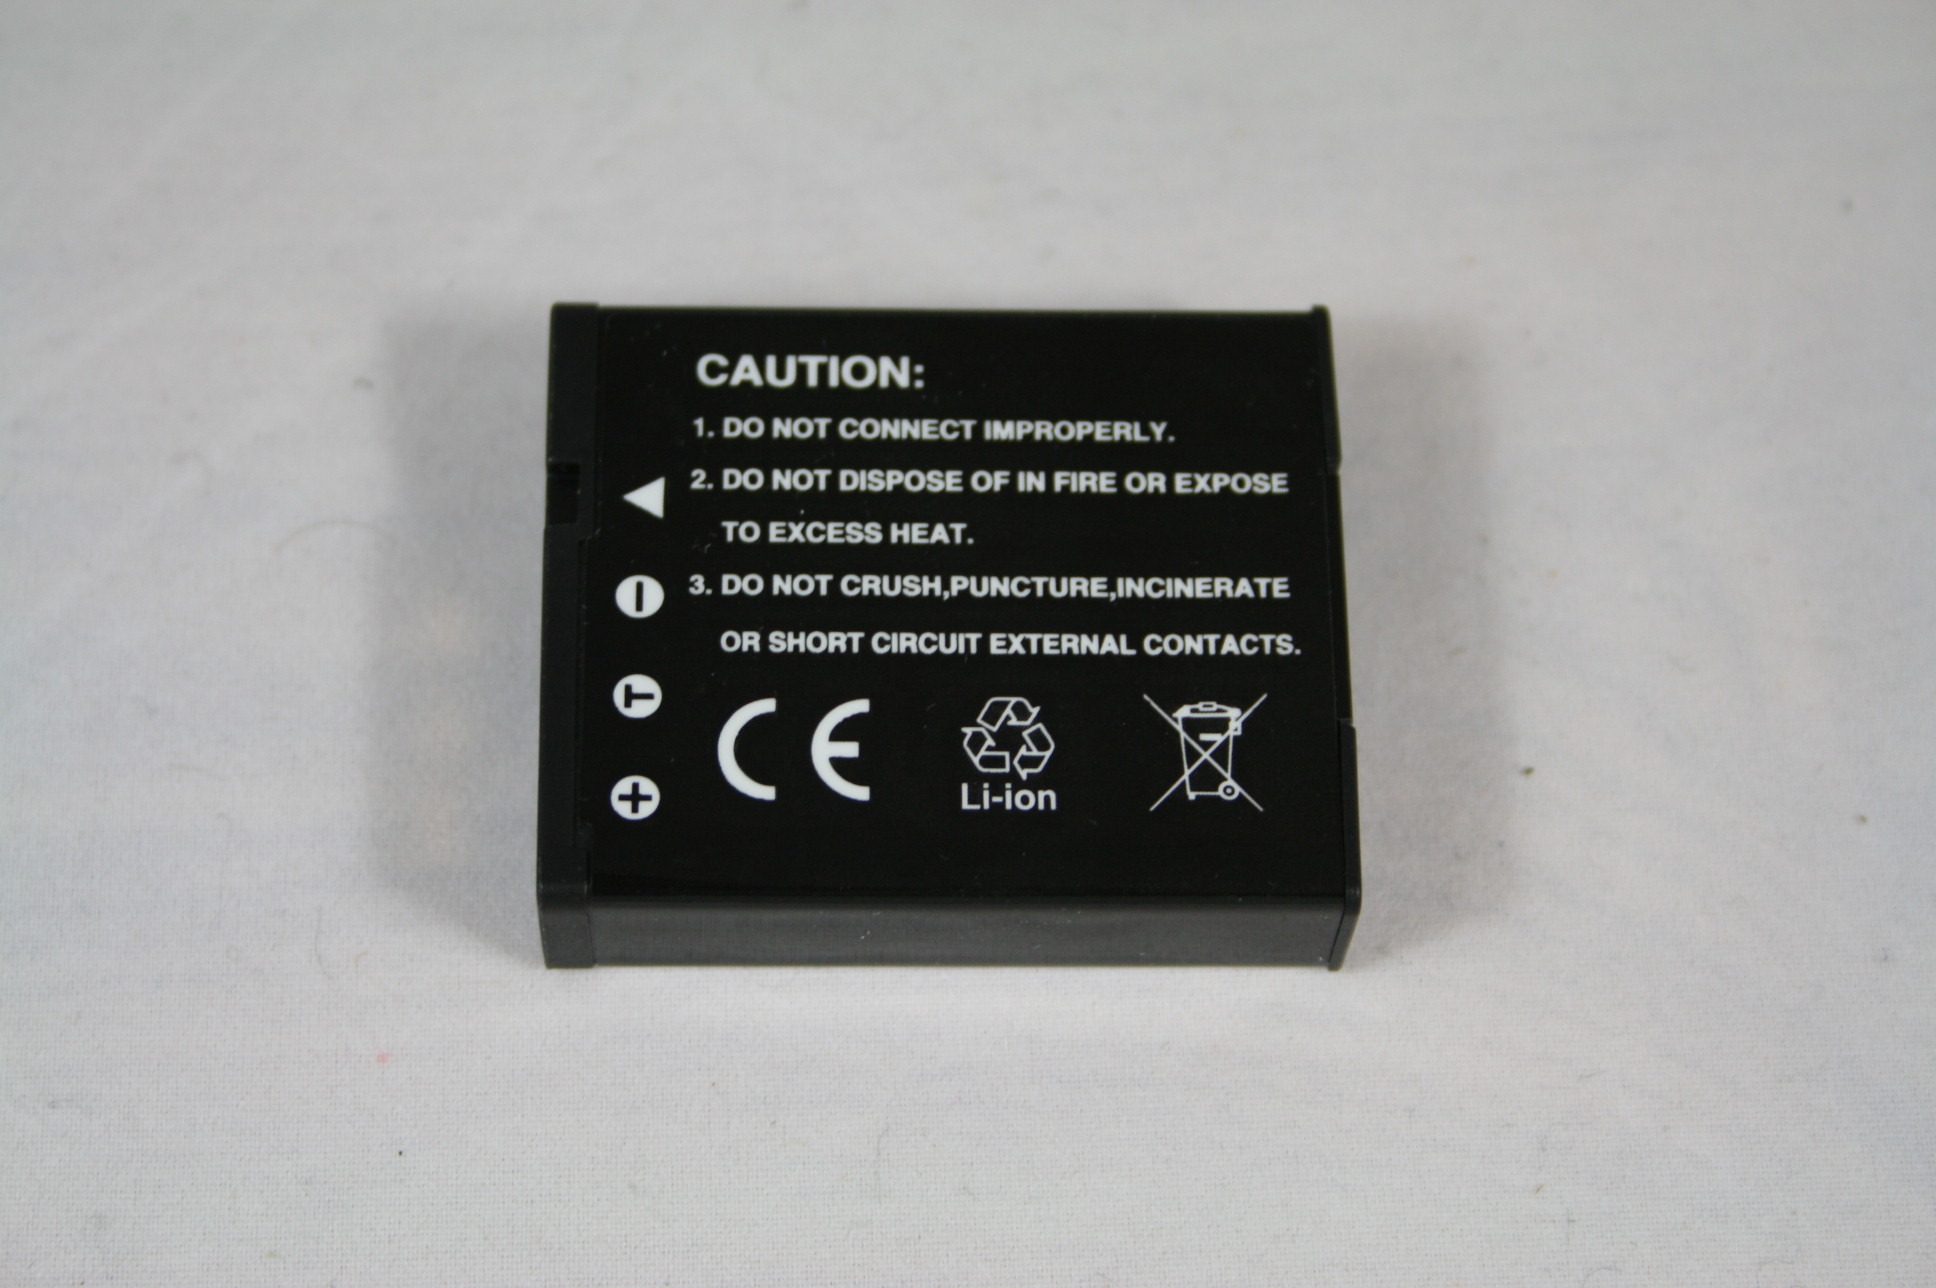 CAUTION:
1. DO NOT CONNECT IMPROPERLY.
2. DO NOT DISPOSE OF IN FIRE OR EXPOSE
TO EXCESS HEAT.
3. DO NOT CRUSH,PUNCTURE,INCINERATE
OR SHORT CIRCUIT EXTERNAL CONTACTS.
T
CE
Li-ion